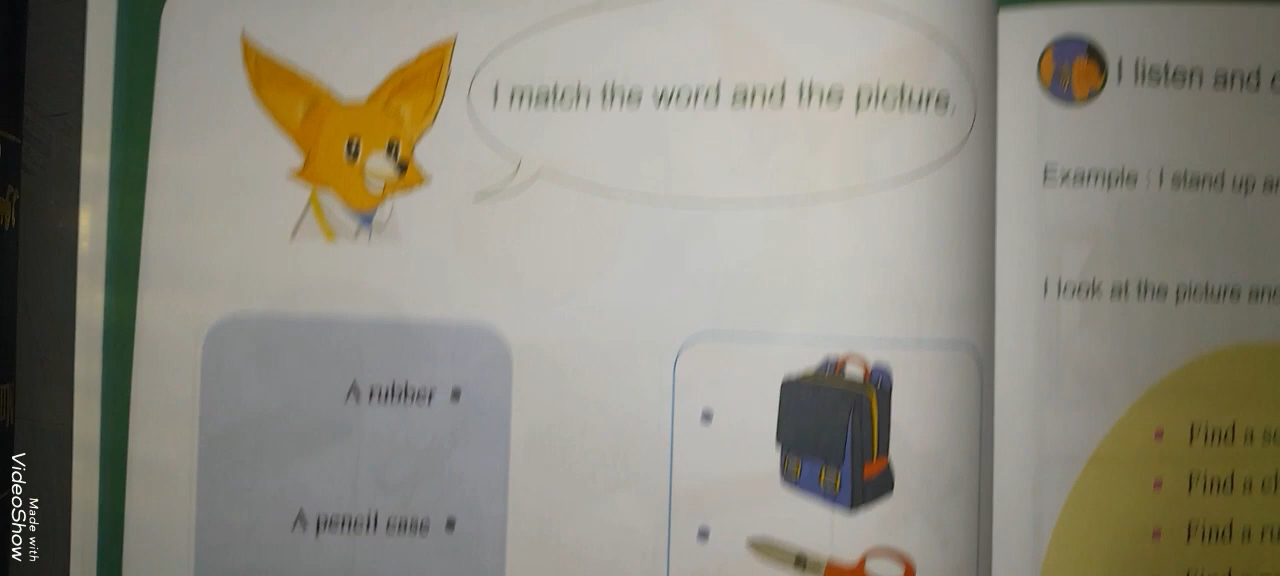 I match the word and the picture.
A rubber
A pencil case
I listen and
Example : I stand up
I look at the picture and
Find a
Find a
Find a
Made with
VideoShow